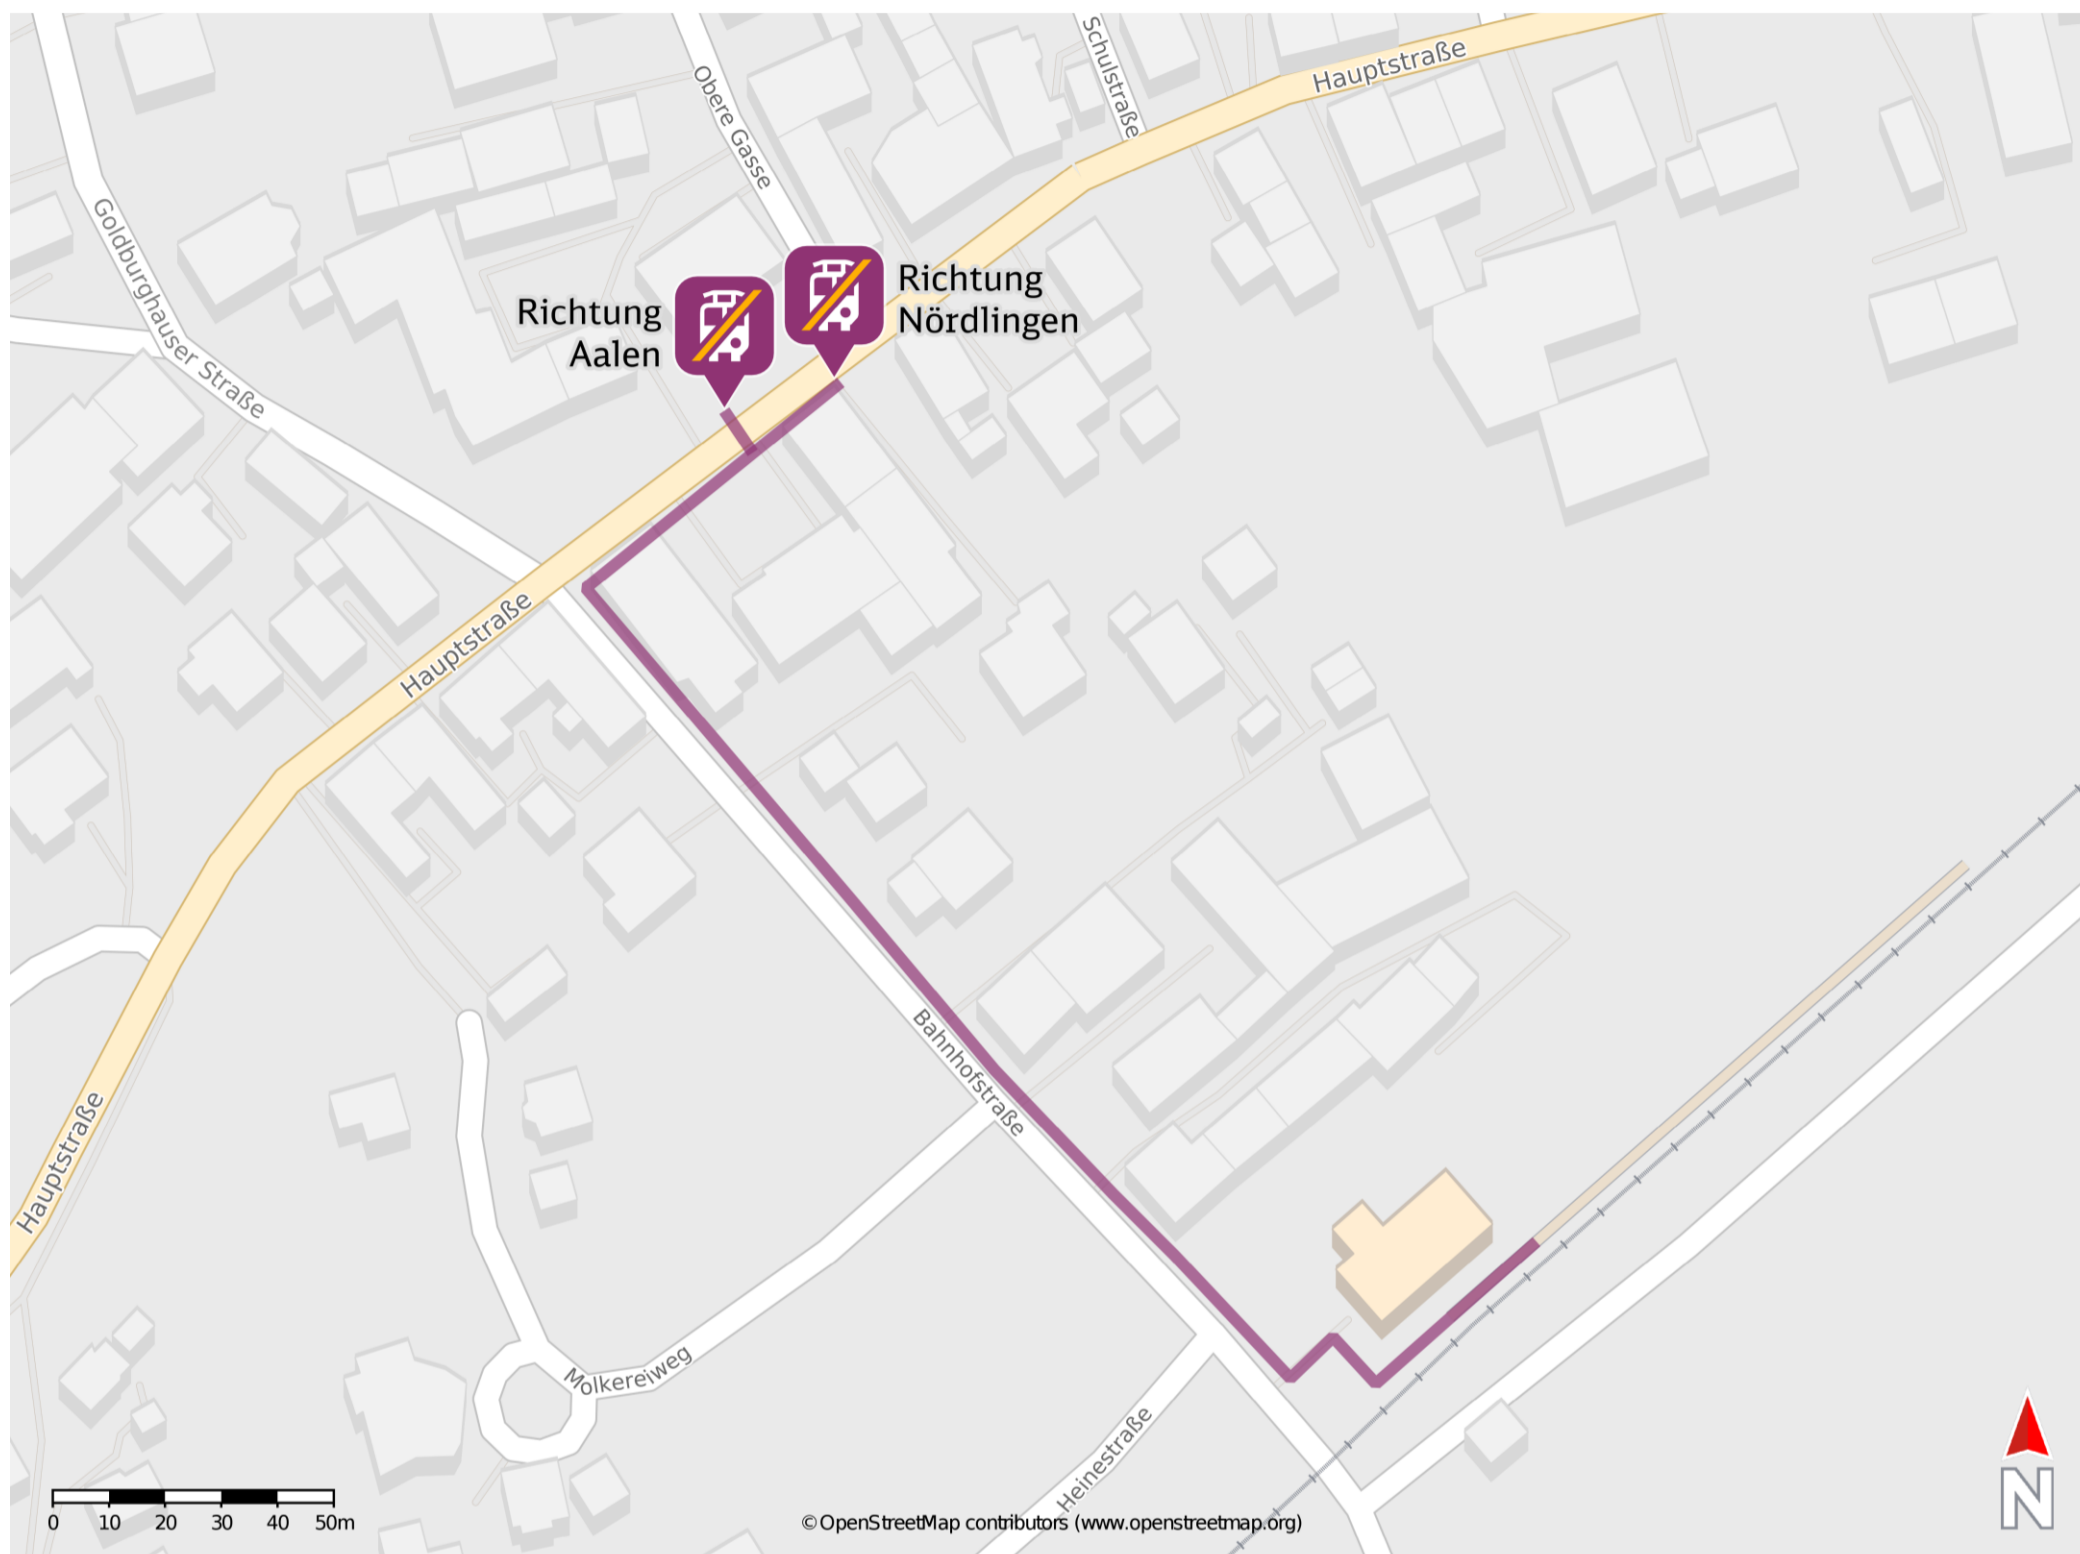 Schulstraße
Hauptstraße
Obere Gasse
Goldburghauser Straße
Richtung
Nördlingen
Richtung
Aalen
Hauptstraße
Bahnhofstraße
Hauptstraße
Molkereiweg
Heinestraße
0 10 20 30 40 50m
© OpenStreetMap contributors (www.openstreetmap.org)
N